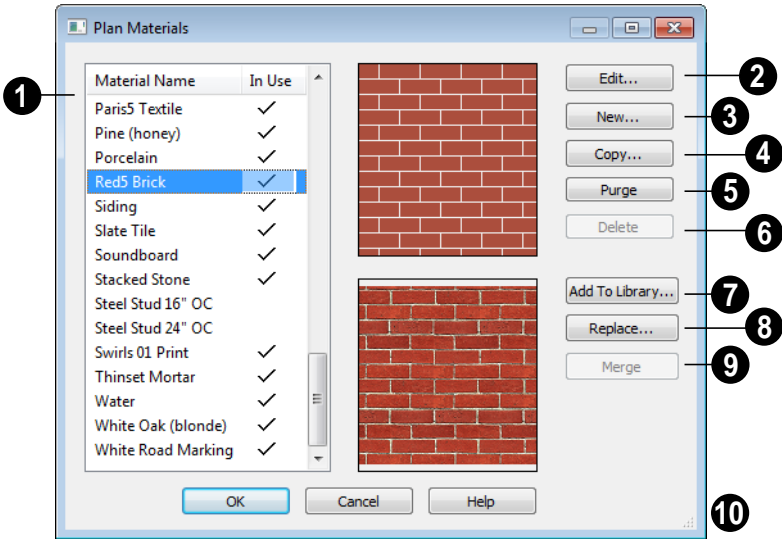 Plan Materials
1
Material Name In Use
Paris5 Textile ✓
Pine (honey) ✓
Porcelain ✓
Red5 Brick ✓
Siding ✓
Slate Tile ✓
Soundboard ✓
Stacked Stone ✓
Steel Stud 16" OC
Steel Stud 24" OC
Swirls 01 Print ✓
Thinset Mortar ✓
Water ✓
White Oak (blonde) ✓
White Road Marking ✓
Edit... 2
New... 3
Copy... 4
Purge 5
Delete 6
Add To Library... 7
Replace... 8
Merge 9
OK Cancel Help
10